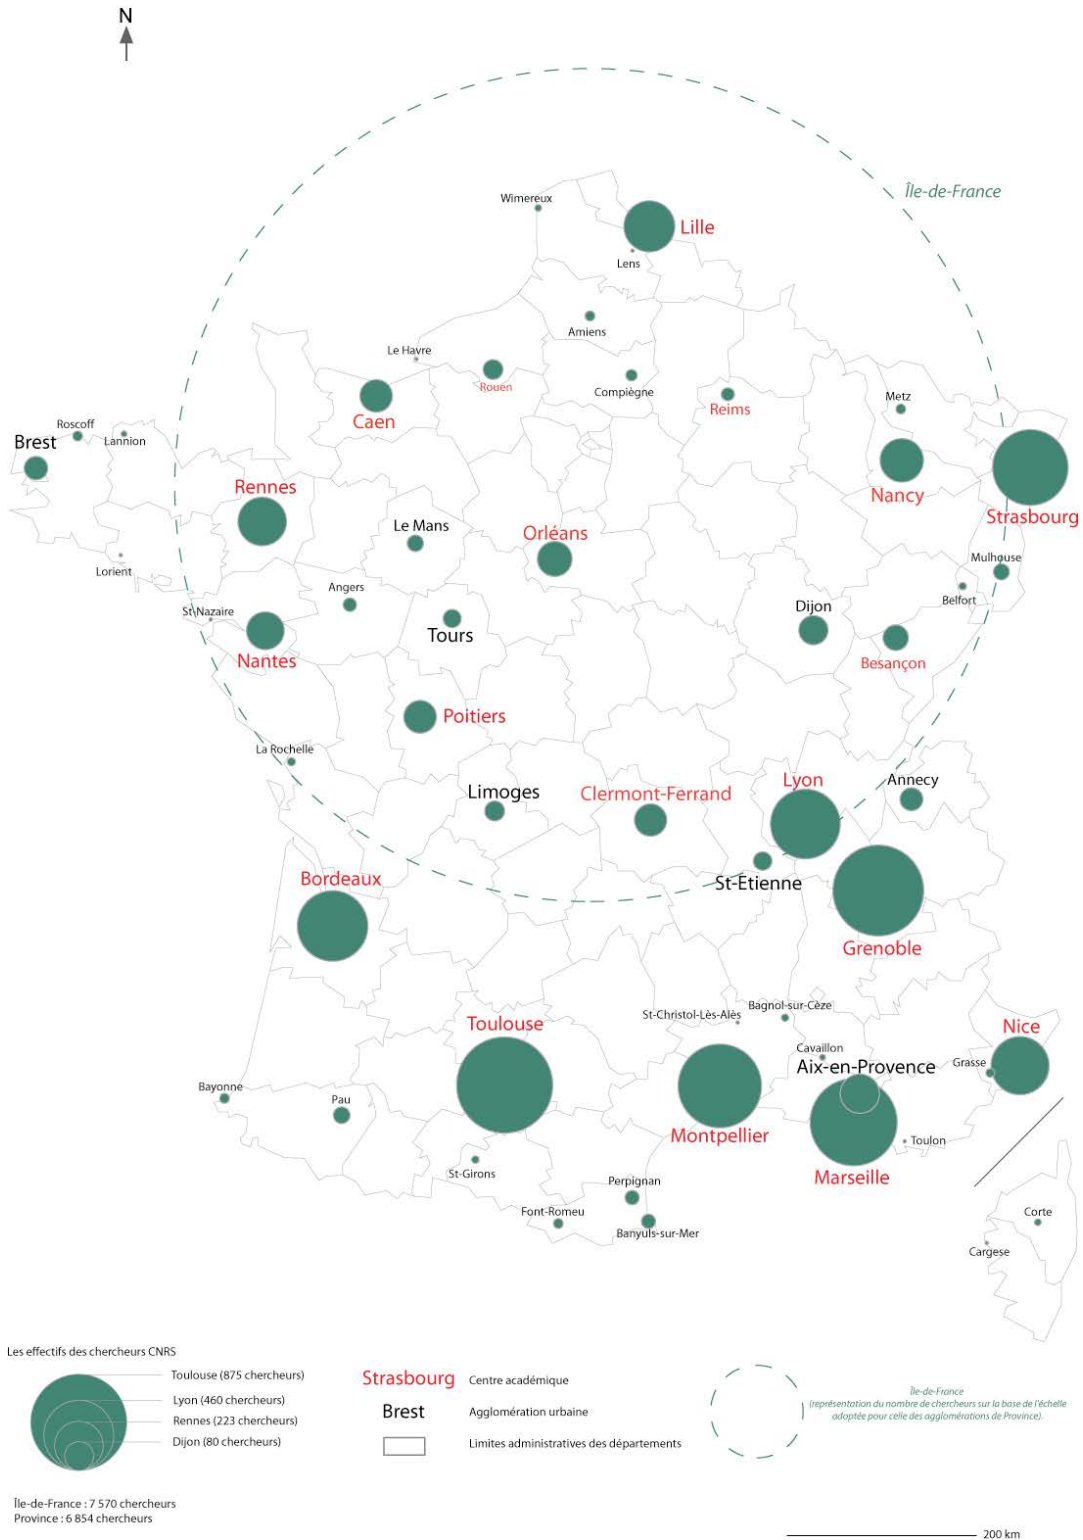 N
Île-de-France
Wimereux
Lille
Lens
Amiens
Le Havre
Rouen
Compiègne
Reims
Caen
Metz
Roscoff
Brest
Lannion
Rennes
Nancy
Strasbourg
Le Mans
Orléans
Lorient
Mulhouse
Angers
Belfort
St-Nazaire
Dijon
Tours
Nantes
Besançon
Poitiers
La Rochelle
Lyon
Annecy
Limoges
Clermont-Ferrand
Bordeaux
St-Etienne
Grenoble
Bagnol-sur-Cèze
St-Christol-Lès-Alès
Toulouse
Nice
Cavaillon
Grasse
Aix-en-Provence
Bayonne
Pau
Montpellier
Toulon
St-Girons
Marseille
Perpignan
Font-Romeu
Corte
Banyuls-sur-Mer
Cargese
Les effectifs des chercheurs CNRS
Toulouse (875 chercheurs)
Lyon (460 chercheurs)
Rennes (223 chercheurs)
Dijon (80 chercheurs)
Île-de-France : 7 570 chercheurs
Province : 6 854 chercheurs
Strasbourg Centre académique
Brest Agglomération urbaine
Limites administratives des départements
Île-de-France
(représentation du nombre de chercheurs sur la base de l'échelle
adoptée pour celle des agglomérations de Province).
200 km